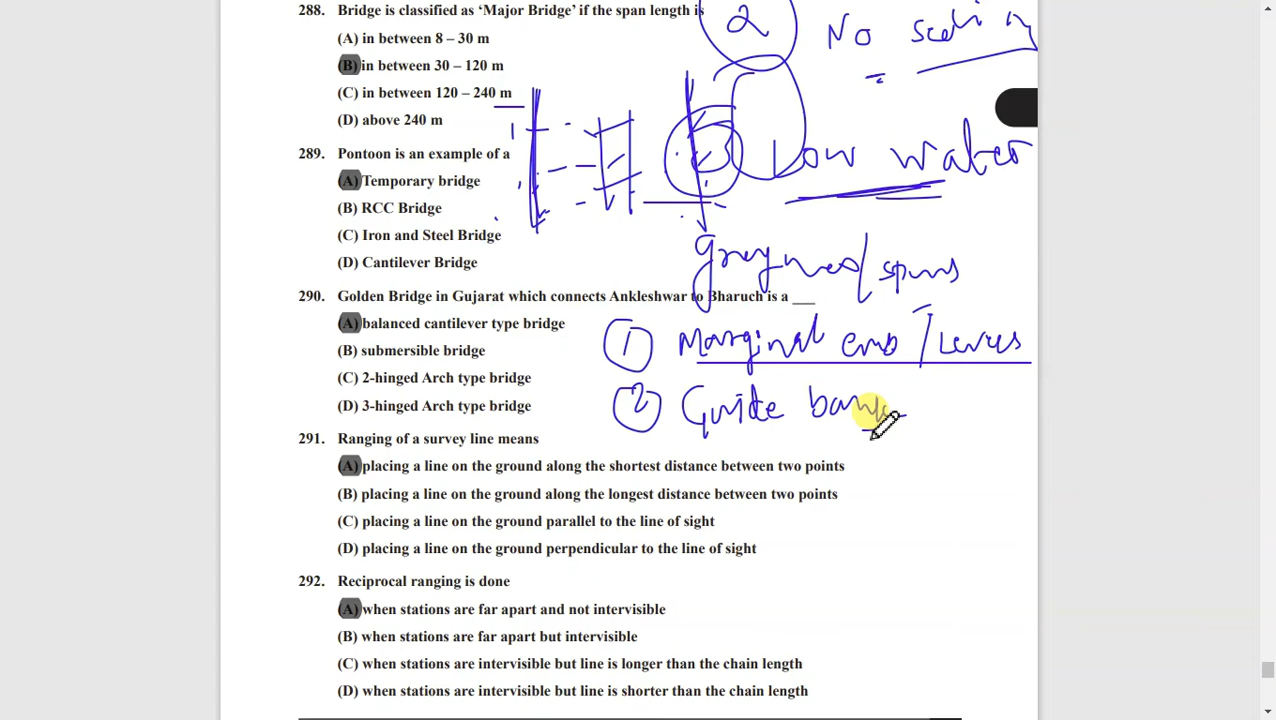 288. Bridge is classified as ‘Major Bridge’ if the span length is
(A) in between 8 – 30 m
(B) in between 30 – 120 m
(C) in between 120 – 240 m
(D) above 240 m
2
No
289. Pontoon is an example of a
(A) Temporary bridge
(B) RCC Bridge
(C) Iron and Steel Bridge
(D) Cantilever Bridge
Low water
Greynes/spurs
290. Golden Bridge in Gujarat which connects Ankleshwar to Bharuch is a ___
(A) balanced cantilever type bridge
(B) submersible bridge
(C) 2-hinged Arch type bridge
(D) 3-hinged Arch type bridge
1 Marginal emb / Levees
2 Guide bank
291. Ranging of a survey line means
(A) placing a line on the ground along the shortest distance between two points
(B) placing a line on the ground along the longest distance between two points
(C) placing a line on the ground parallel to the line of sight
(D) placing a line on the ground perpendicular to the line of sight
292. Reciprocal ranging is done
(A) when stations are far apart and not intervisible
(B) when stations are far apart but intervisible
(C) when stations are intervisible but line is longer than the chain length
(D) when stations are intervisible but line is shorter than the chain length